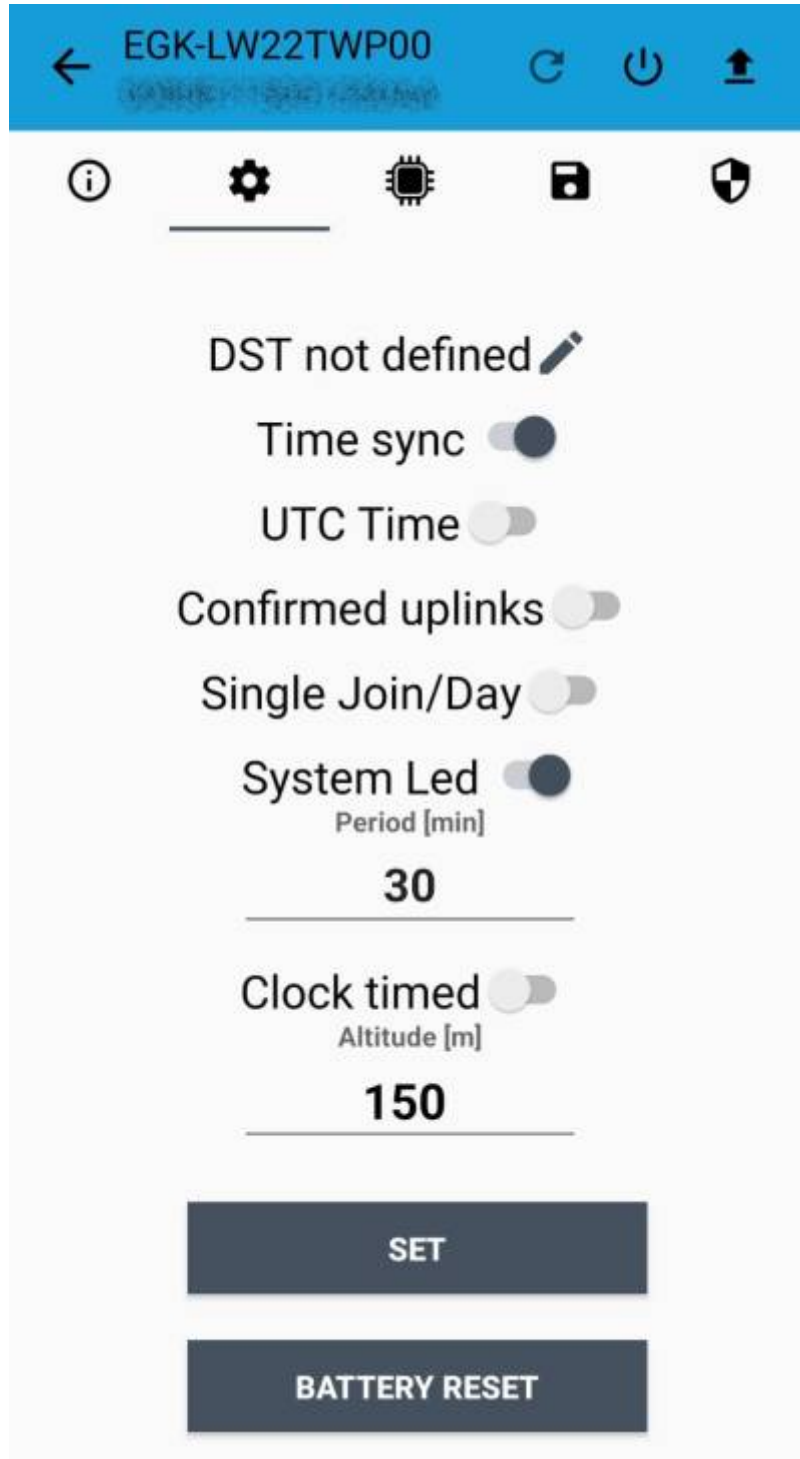 EGK-LW22TWP00
DST not defined
Time sync
UTC Time
Confirmed uplinks
Single Join/Day
System Led
Period [min]
30
Clock timed
Altitude [m]
150
SET
BATTERY RESET